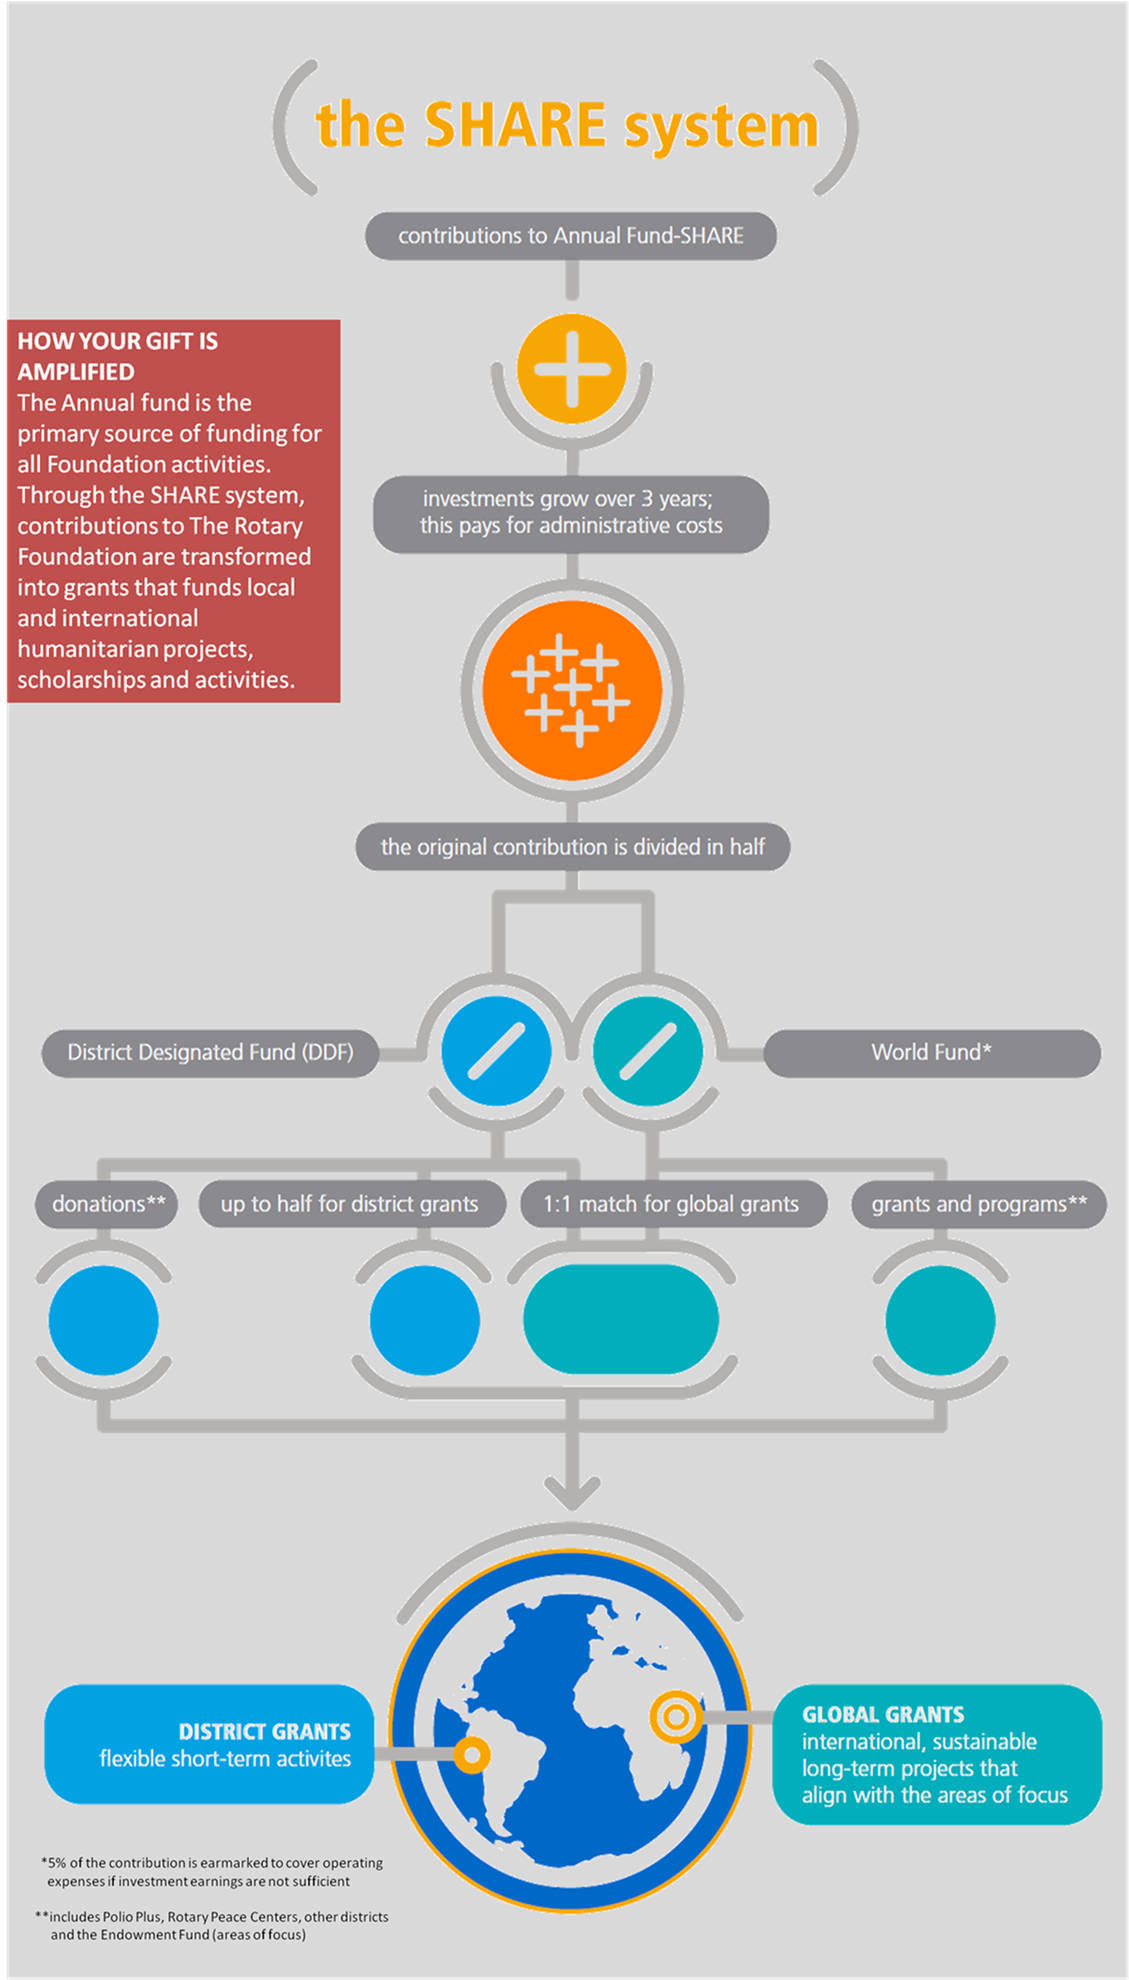 the SHARE system
contributions to Annual Fund-SHARE
HOW YOUR GIFT IS
AMPLIFIED
The Annual fund is the
primary source of funding for
all Foundation activities.
Through the SHARE system,
contributions to The Rotary
Foundation are transformed
into grants that funds local
and international
humanitarian projects,
scholarships and activities.
investments grow over 3 years;
this pays for administrative costs
the original contribution is divided in half
District Designated Fund (DDF)
World Fund*
donations**
up to half for district grants
1:1 match for global grants
grants and programs**
DISTRICT GRANTS
flexible short-term activites
GLOBAL GRANTS
international, sustainable
long-term projects that
align with the areas of focus
*5% of the contribution is earmarked to cover operating
expenses if investment earnings are not sufficient
**includes Polio Plus, Rotary Peace Centers, other districts
and the Endowment Fund (areas of focus)